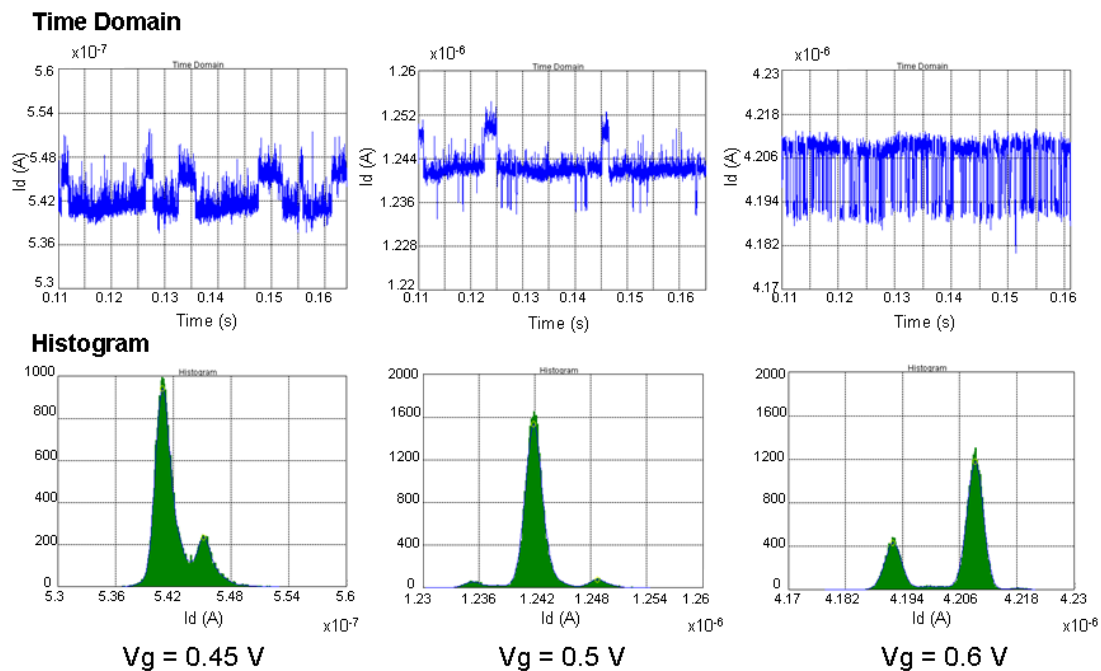 Time Domain
x10-7
x10-6
x10-6
Time Domain
Time Domain
Time Domain
5.6
5.54
5.48
5.42
5.36
5.3
Id (A)
0.11 0.12 0.13 0.14 0.15 0.16
Time (s)
1.26
1.252
1.244
1.236
1.228
1.22
Id (A)
0.11 0.12 0.13 0.14 0.15 0.16
Time (s)
4.23
4.218
4.206
4.194
4.182
4.17
Id (A)
0.11 0.12 0.13 0.14 0.15 0.16
Time (s)
Histogram
Histogram
Histogram
Histogram
1000
800
600
400
200
0
5.3 5.36 5.42 5.48 5.54 5.6
Id (A)
x10-7
2000
1600
1200
800
400
0
1.23 1.236 1.242 1.248 1.254 1.26
Id (A)
x10-6
2000
1600
1200
800
400
0
4.17 4.182 4.194 4.206 4.218 4.23
Id (A)
x10-6
Vg = 0.45 V
Vg = 0.5 V
Vg = 0.6 V